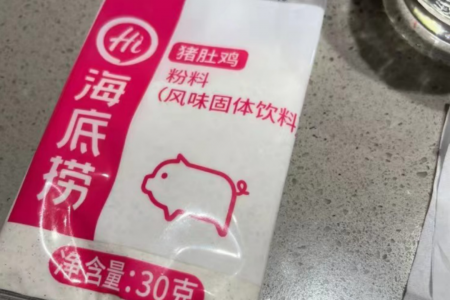 Hi
海底捞
猪肚鸡
粉料
(风味固体饮料
净含量:30克